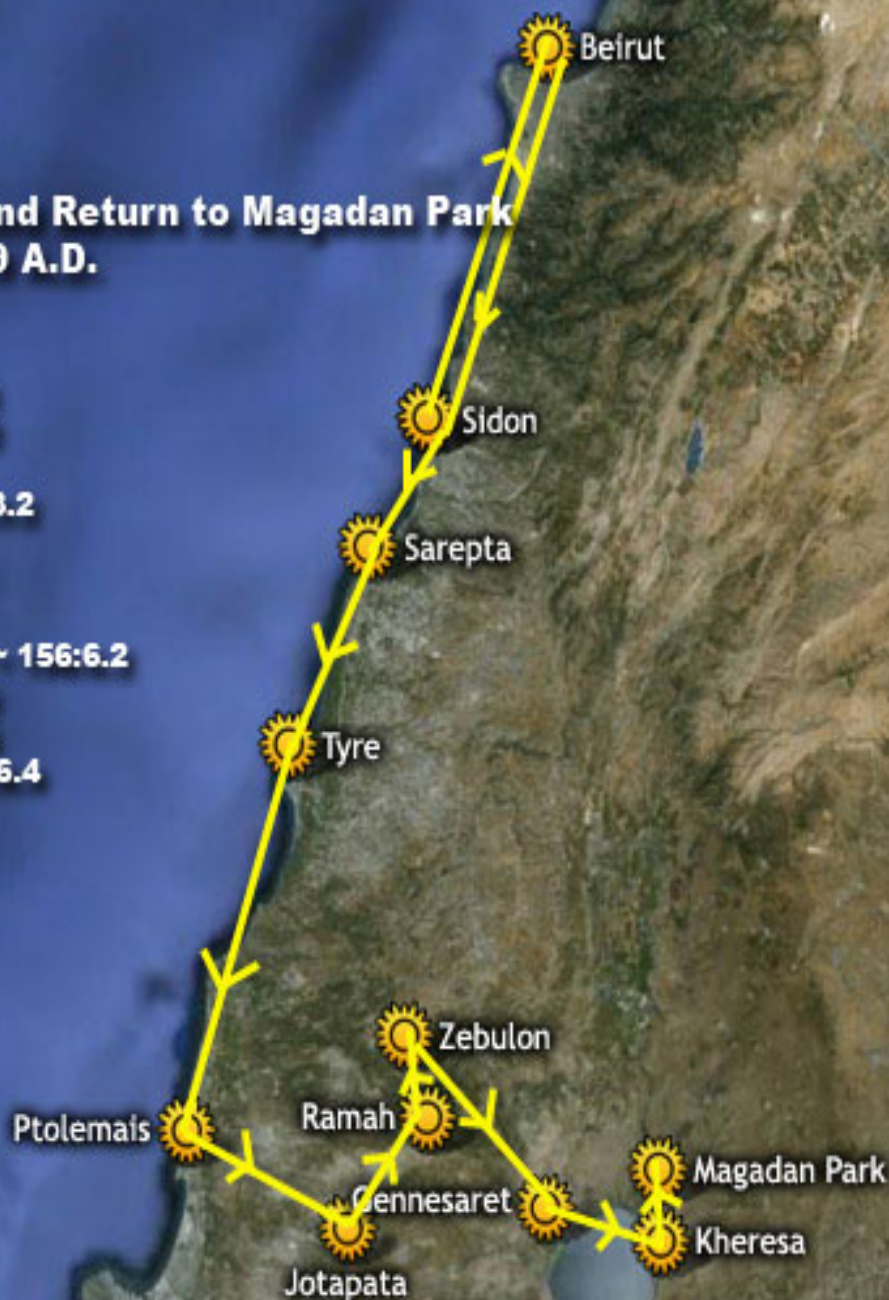 Beirut
nd Return to Magadan Park
A.D.
Sidon
.2
Sarepta
156:6.2
Tyre
6.4
Zebulon
Ramah
Ptolemais
Magadan Park
Gennesaret
Kheresa
Jotapata